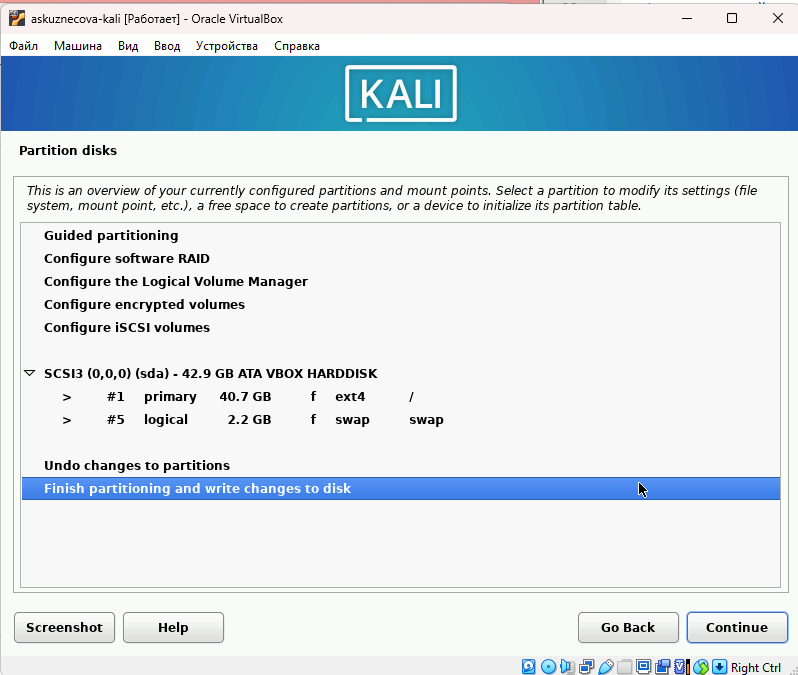 askuznecova-kali [Работает] - Oracle VirtualBox
Файл Машина Вид Ввод Устройства Справка
KALI
Partition disks
This is an overview of your currently configured partitions and mount points. Select a partition to modify its settings (file
system, mount point, etc.), a free space to create partitions, or a device to initialize its partition table.
Guided partitioning
Configure software RAID
Configure the Logical Volume Manager
Configure encrypted volumes
Configure iSCSI volumes
SCSI3 (0,0,0) (sda) - 42.9 GB ATA VBOX HARDDISK
> #1 primary 40.7 GB f ext4 /
> #5 logical 2.2 GB f swap swap
Undo changes to partitions
Finish partitioning and write changes to disk
Screenshot Help Go Back Continue
Right Ctrl